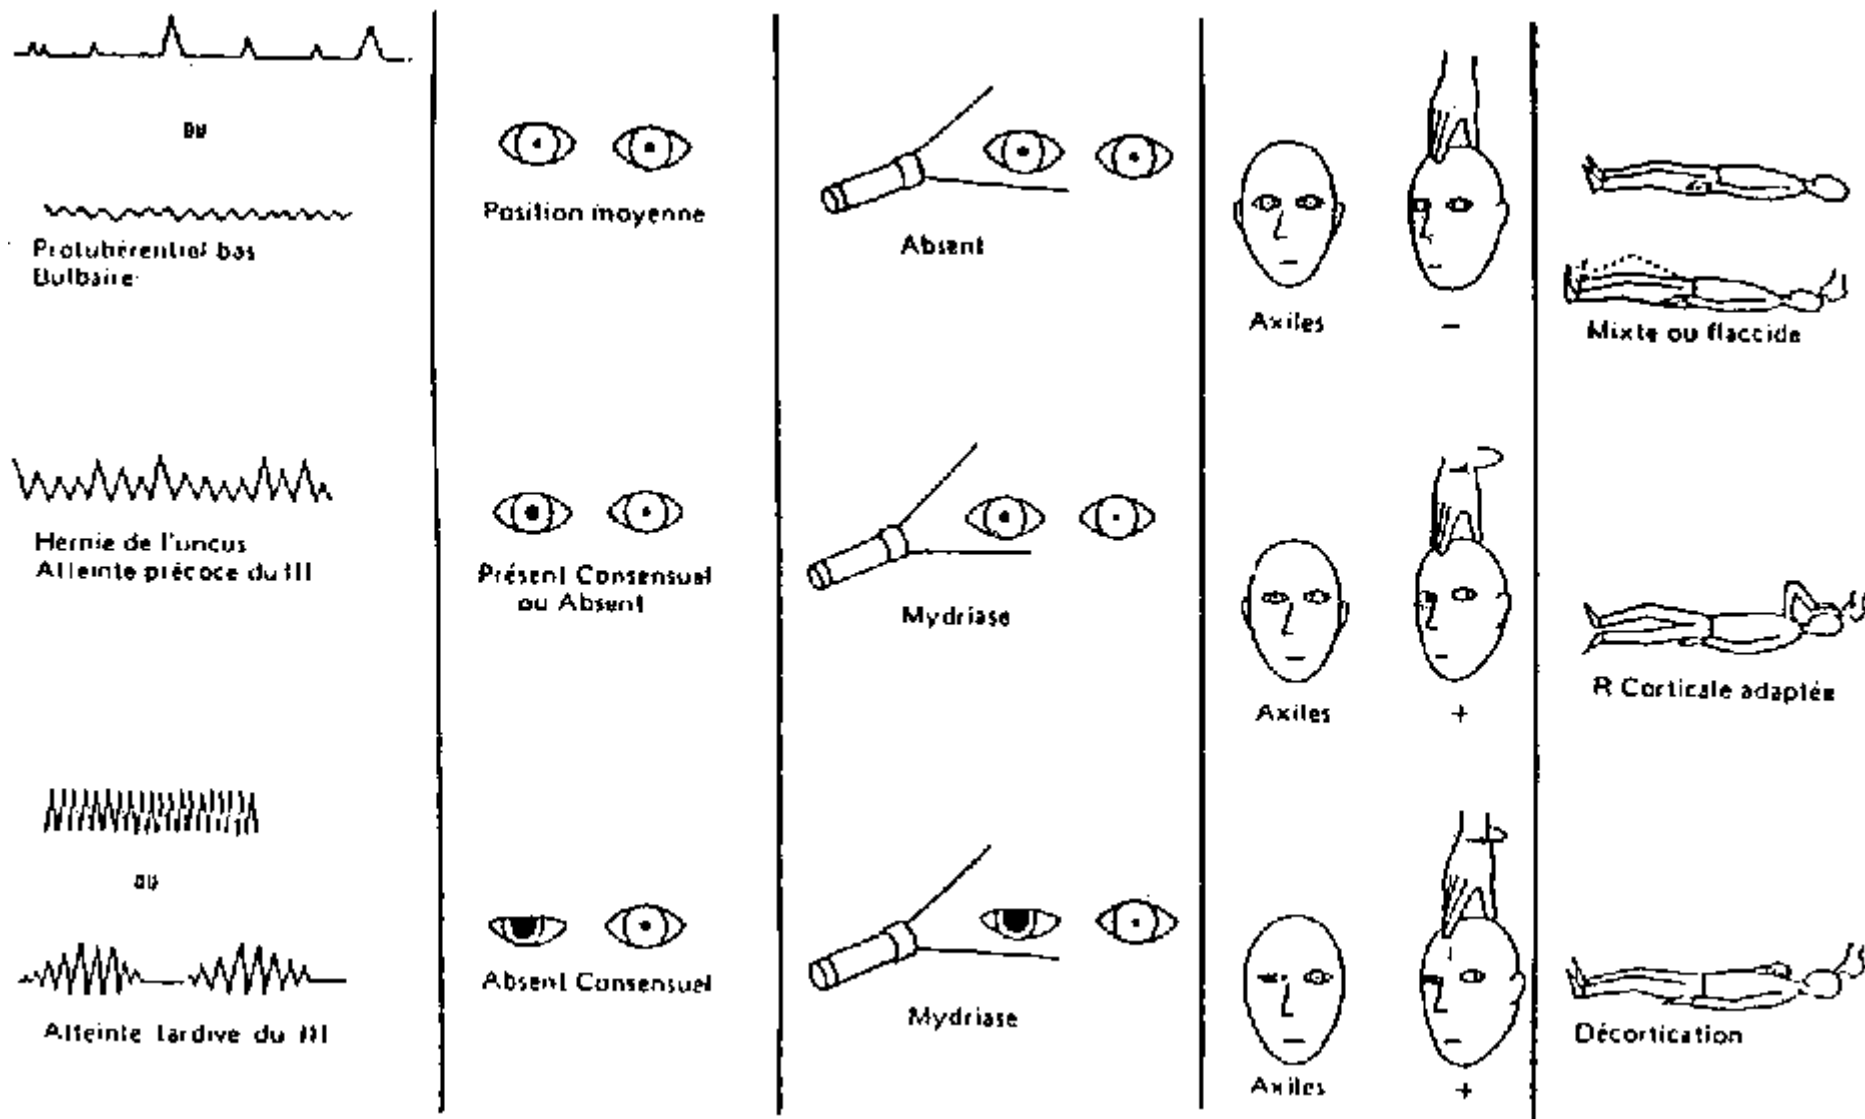 ou
Protubérentiel bas
Bulbaire
Position moyenne
Absent
Axiles
−
Mixte ou flaccide
Hernie de l'uncus
Atteinte précoce du III
Présent Consensuel
ou Absent
Mydriase
Axiles
+
R Corticale adaptée
ou
Atteinte tardive du III
Absent Consensuel
Mydriase
Axiles
+
Décortication